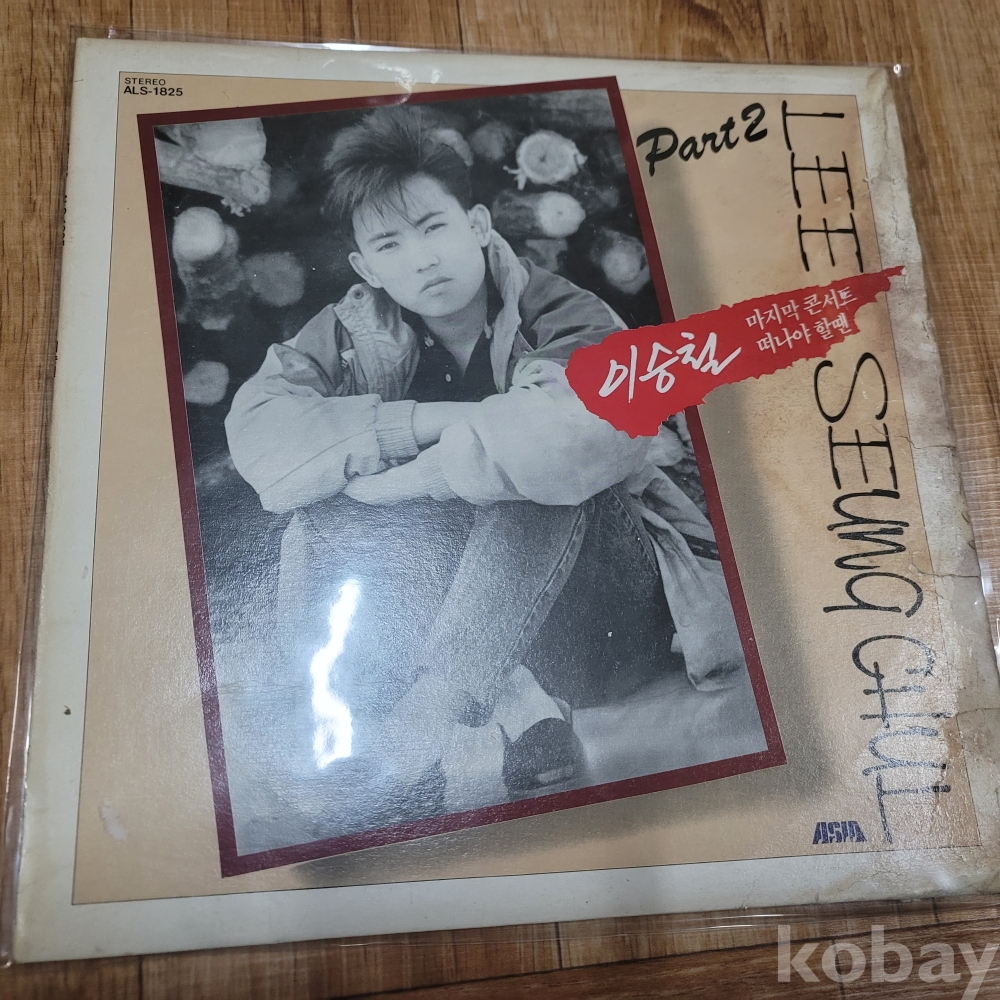 STEREO
ALS-1825
Part 2
LEE SEUNG CHUL
이승철
마지막 콘서트
떠나야 할땐
ASIA
kobay